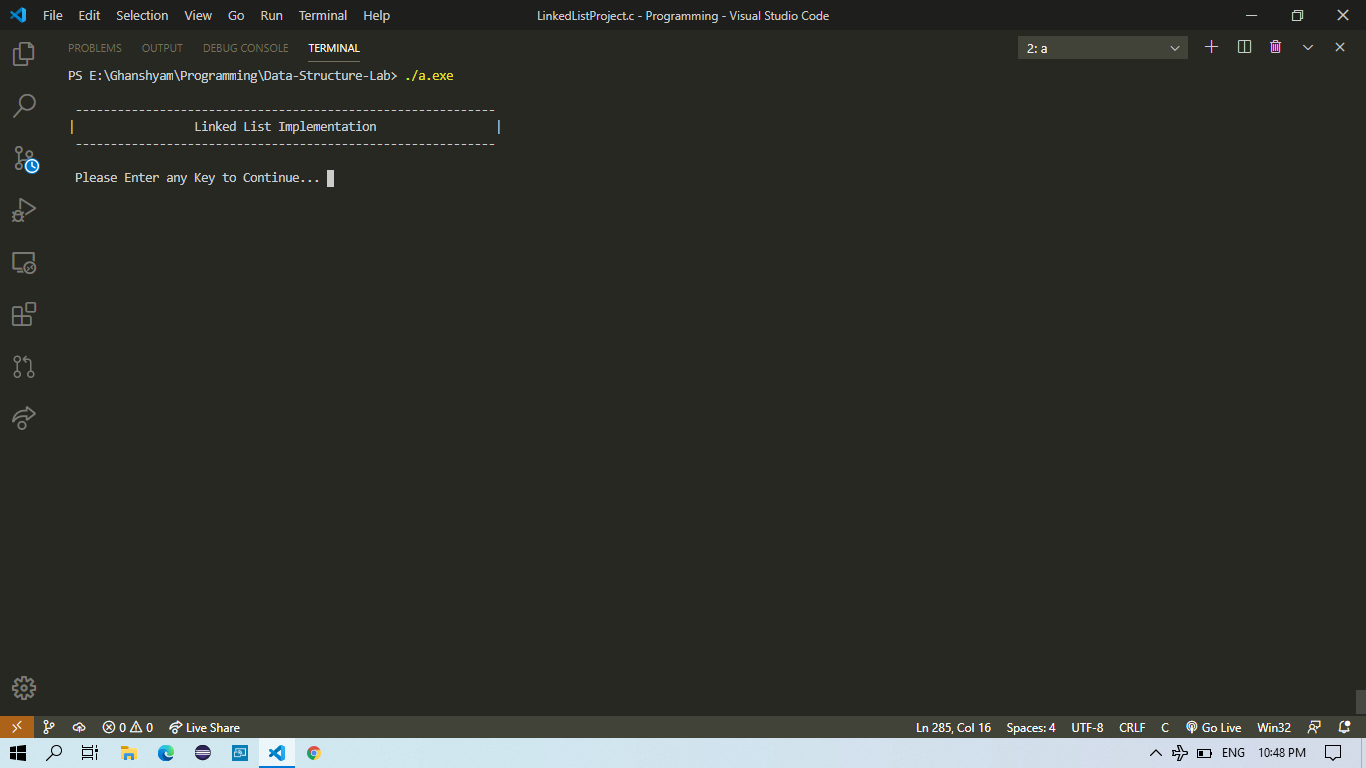 File Edit Selection View Go Run Terminal Help LinkedListProject.c - Programming - Visual Studio Code
PROBLEMS OUTPUT DEBUG CONSOLE TERMINAL 2: a
PS E:\Ghanshyam\Programming\Data-Structure-Lab> ./a.exe
------------------------------------------------------------
| Linked List Implementation |
------------------------------------------------------------
Please Enter any Key to Continue...
0 0 Live Share Ln 285, Col 16 Spaces: 4 UTF-8 CRLF C Go Live Win32
ENG 10:48 PM